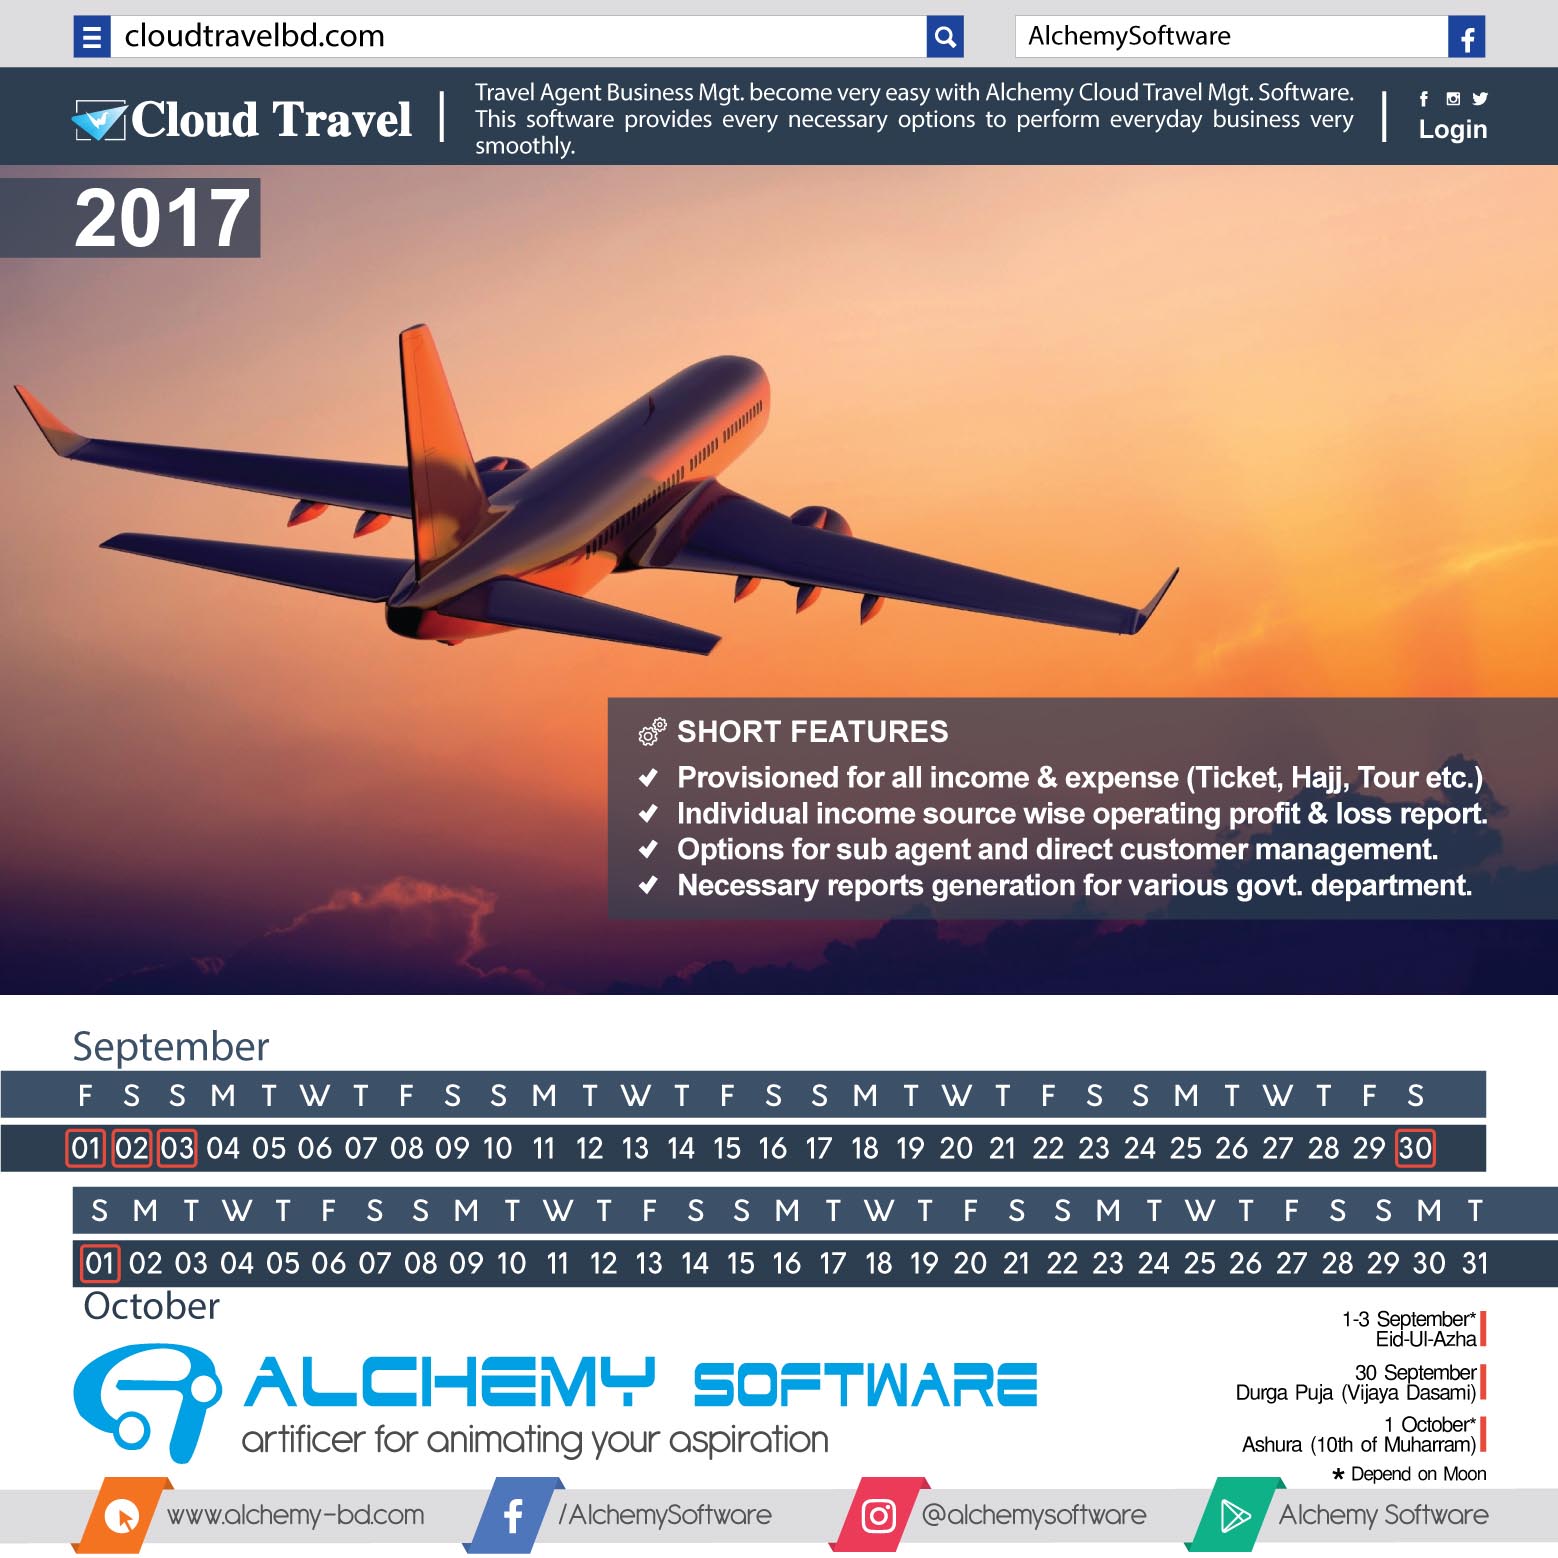 cloudtravelbd.com
AlchemySoftware
Cloud Travel
Travel Agent Business Mgt. become very easy with Alchemy Cloud Travel Mgt. Software.
This software provides every necessary options to perform everyday business very
smoothly.
Login
2017
SHORT FEATURES
Provisioned for all income & expense (Ticket, Hajj, Tour etc.)
Individual income source wise operating profit & loss report.
Options for sub agent and direct customer management.
Necessary reports generation for various govt. department.
September
F S S M T W T F S S M T W T F S S M T W T F S S M T W T F S
01 02 03 04 05 06 07 08 09 10 11 12 13 14 15 16 17 18 19 20 21 22 23 24 25 26 27 28 29 30
S M T W T F S S M T W T F S S M T W T F S S M T W T F S S M T
01 02 03 04 05 06 07 08 09 10 11 12 13 14 15 16 17 18 19 20 21 22 23 24 25 26 27 28 29 30 31
October
1-3 September*
Eid-Ul-Azha
30 September
Durga Puja (Vijaya Dasami)
1 October*
Ashura (10th of Muharram)
* Depend on Moon
ALCHEMY SOFTWARE
artificer for animating your aspiration
www.alchemy-bd.com
/AlchemySoftware
@alchemysoftware
Alchemy Software